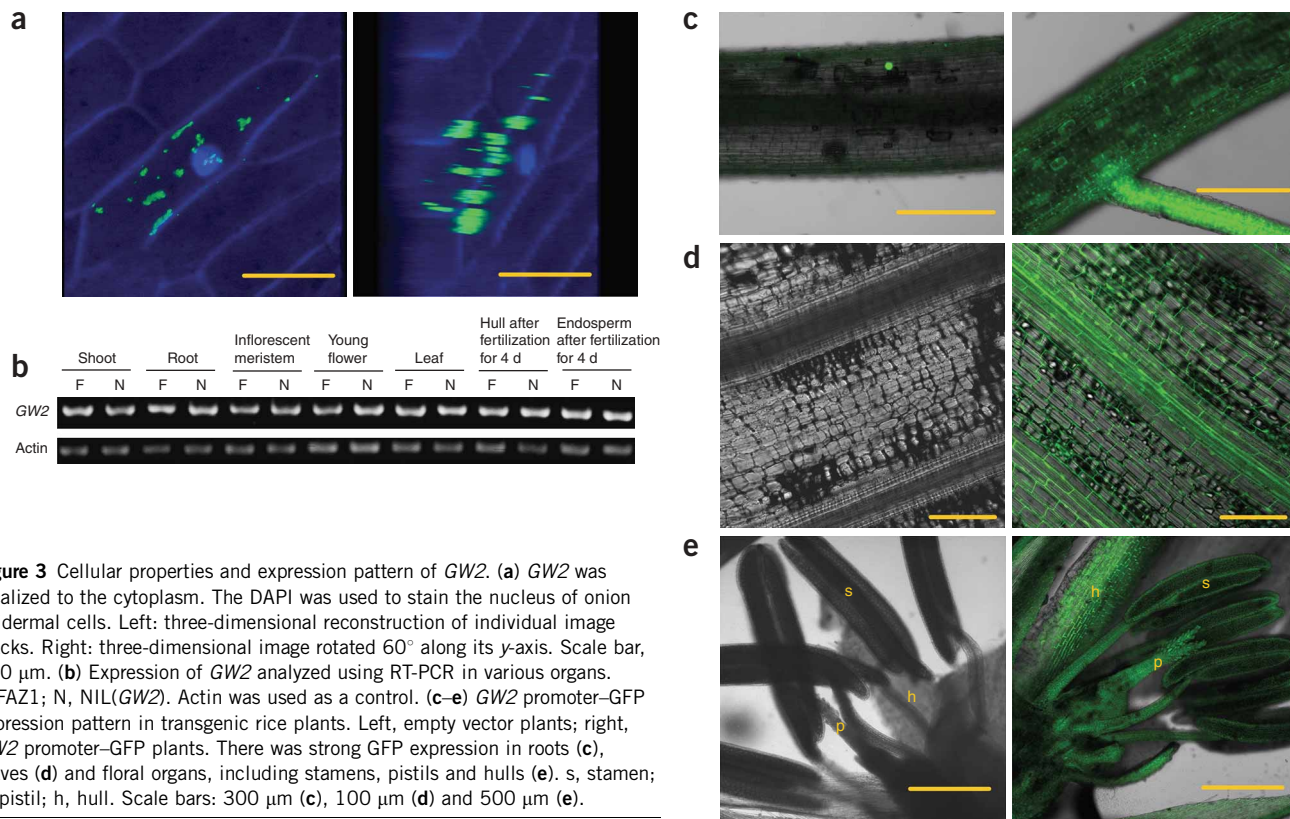 a
c
d
e
b
Shoot
Root
Inflorescent
meristem
Young
flower
Leaf
Hull after
fertilization
for 4 d
Endosperm
after fertilization
for 4 d
F N F N F N F N F N F N F N
GW2
Actin
s
h
p
h
s
p
gure 3 Cellular properties and expression pattern of GW2. (a) GW2 was
alized to the cytoplasm. The DAPI was used to stain the nucleus of onion
dermal cells. Left: three-dimensional reconstruction of individual image
cks. Right: three-dimensional image rotated 60° along its y-axis. Scale bar,
0 μm. (b) Expression of GW2 analyzed using RT-PCR in various organs.
FAZ1; N, NIL(GW2). Actin was used as a control. (c–e) GW2 promoter–GFP
pression pattern in transgenic rice plants. Left, empty vector plants; right,
W2 promoter–GFP plants. There was strong GFP expression in roots (c),
ves (d) and floral organs, including stamens, pistils and hulls (e). s, stamen;
pistil; h, hull. Scale bars: 300 μm (c), 100 μm (d) and 500 μm (e).